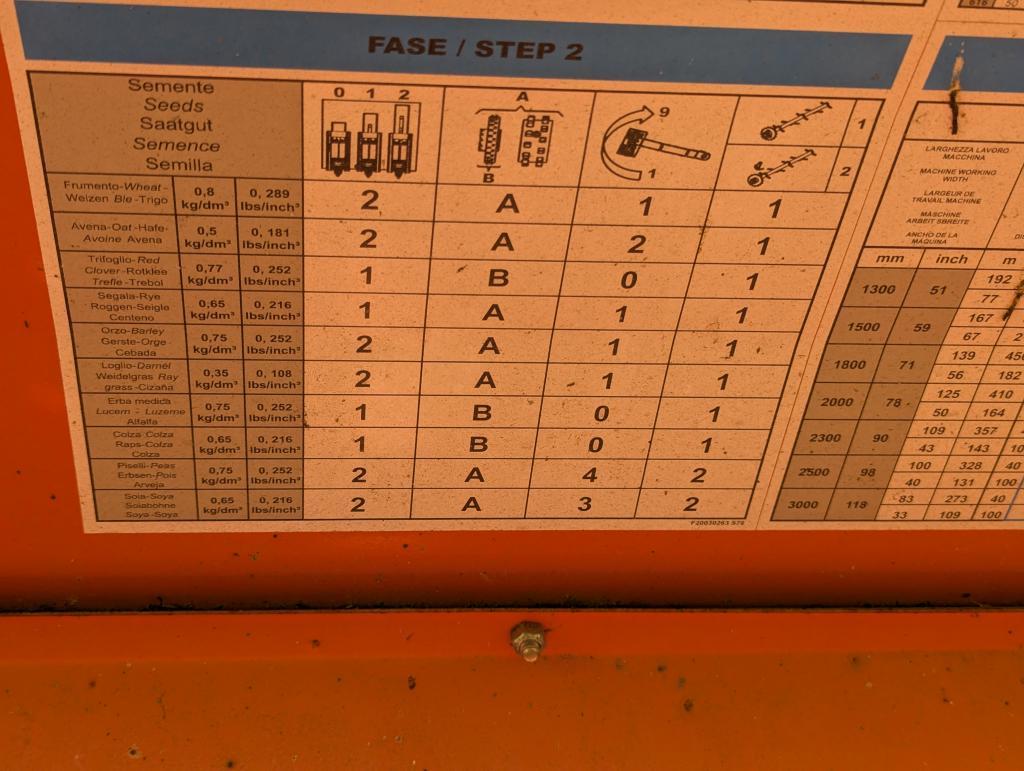 616 50
FASE / STEP 2
Semente
Seeds
Saatgut
Semence
Semilla
0 1 2
A
B
9
1
1
2
Frumento-Wheat-
Weizen Ble-Trigo
0,8
kg/dm³
0, 289
lbs/inch³
2 A 1 1
Avena-Oat-Hafe-
Avoine Avena
0,5
kg/dm³
0, 181
lbs/inch³
2 A 2 1
Trifoglio-Red
Clover-Rotklee
Trefle-Trebol
0,77
kg/dm³
0, 252
lbs/inch³
1 B 0 1
Segala-Rye
Roggen-Seigle
Centeno
0,65
kg/dm³
0, 216
lbs/inch³
1 A 1 1
Orzo-Barley
Gerste-Orge
Cebada
0,75
kg/dm³
0, 252
lbs/inch³
2 A 1 1
Loglio-Darnel
Weidelgras Ray
grass-Cizaña
0,35
kg/dm³
0, 108
lbs/inch³
2 A 1 1
Erba medica
Lucern - Luzerne
Alfalfa
0,75
kg/dm³
0, 252
lbs/inch³
1 B 0 1
Colza Colza
Raps-Colza
Colza
0,65
kg/dm³
0, 216
lbs/inch³
1 B 0 1
Piselli-Peas
Erbsen-Pois
Arveja
0,75
kg/dm³
0, 252
lbs/inch³
2 A 4 2
Soia-Soya
Soiabohne
Soya-Soya
0,65
kg/dm³
0, 216
lbs/inch³
2 A 3 2
F20030263 S78
LARGHEZZA LAVORO
MACCHINA
MACHINE WORKING
WIDTH
LARGEUR DE
TRAVAIL MACHINE
MASCHINE
ARBEIT SBREITE
ANCHO DE LA
MAQUINA
mm inch m
1300 51
192
77
1500 59
167
67 2
1800 71
139 456
56 182
2000 78
125 410
50 164
2300 90
109 357
43 143 10
2500 98
100 328 40
40 131 100
3000 118
83 273 40
33 109 100